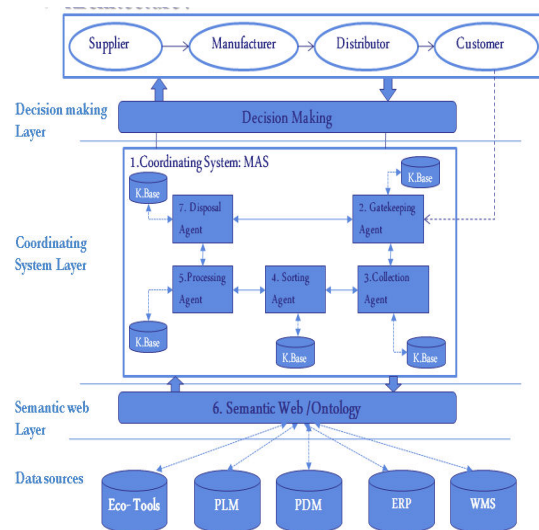 Supplier
Manufacturer
Distributor
Customer
Decision making
Layer
Decision Making
1.Coordinating System: MAS
K.Base
K.Base
7. Disposal
Agent
2. Gatekeeping
Agent
Coordinating
System Layer
5.Processing
Agent
4. Sorting
Agent
3.Collection
Agent
K.Base
K.Base
K.Base
Semantic web
Layer
6. Semantic Web /Ontology
Data sources
Eco- Tools
PLM
PDM
ERP
WMS